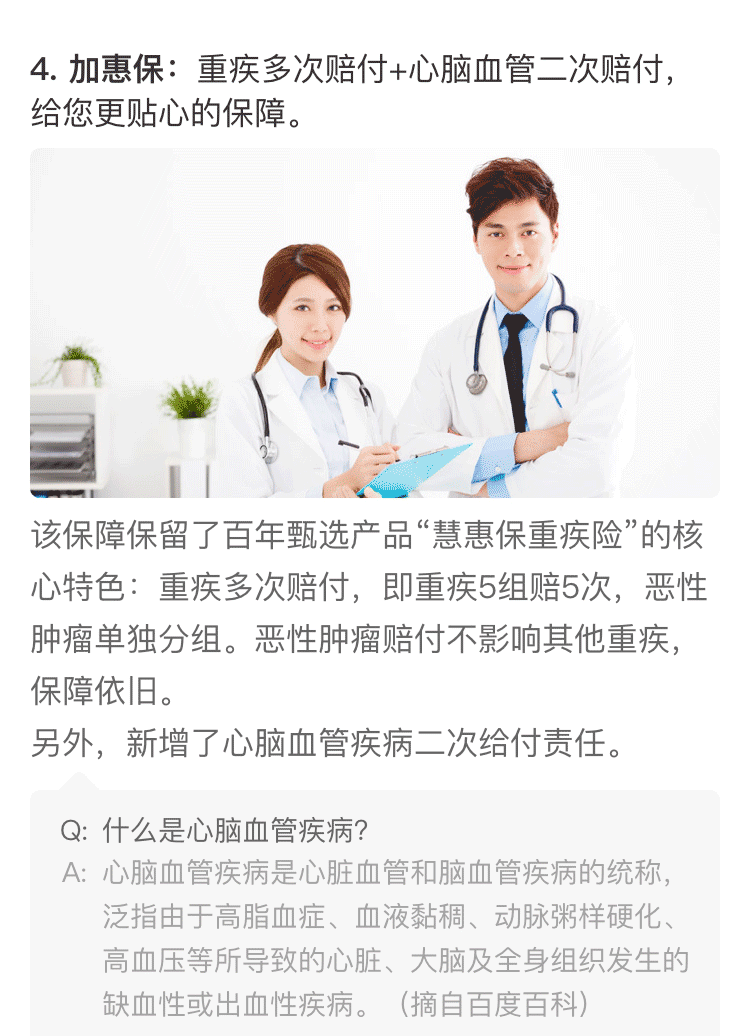 4. 加惠保：重疾多次赔付+心脑血管二次赔付，
给您更贴心的保障。
该保障保留了百年甄选产品“慧惠保重疾险”的核
心特色：重疾多次赔付，即重疾5组赔5次，恶性
肿瘤单独分组。恶性肿瘤赔付不影响其他重疾，
保障依旧。
另外，新增了心脑血管疾病二次给付责任。
Q: 什么是心脑血管疾病？
A: 心脑血管疾病是心脏血管和脑血管疾病的统称，
泛指由于高脂血症、血液黏稠、动脉粥样硬化、
高血压等所导致的心脏、大脑及全身组织发生的
缺血性或出血性疾病。（摘自百度百科）